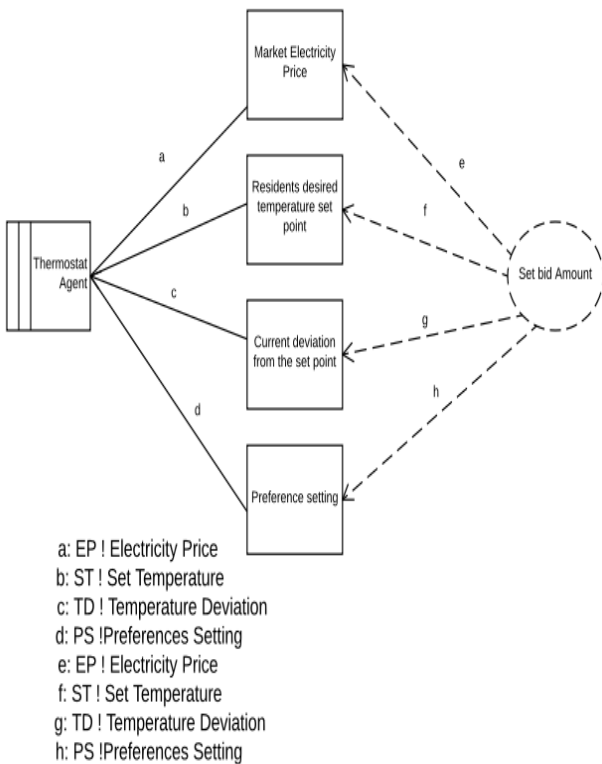 Market Electricity
Price
a
e
Residents desired
temperature set
point
b
f
Thermostat
Agent
Set bid Amount
c
g
Current deviation
from the set point
h
d
Preference setting
a: EP ! Electricity Price
b: ST ! Set Temperature
c: TD ! Temperature Deviation
d: PS !Preferences Setting
e: EP ! Electricity Price
f: ST ! Set Temperature
g: TD ! Temperature Deviation
h: PS !Preferences Setting